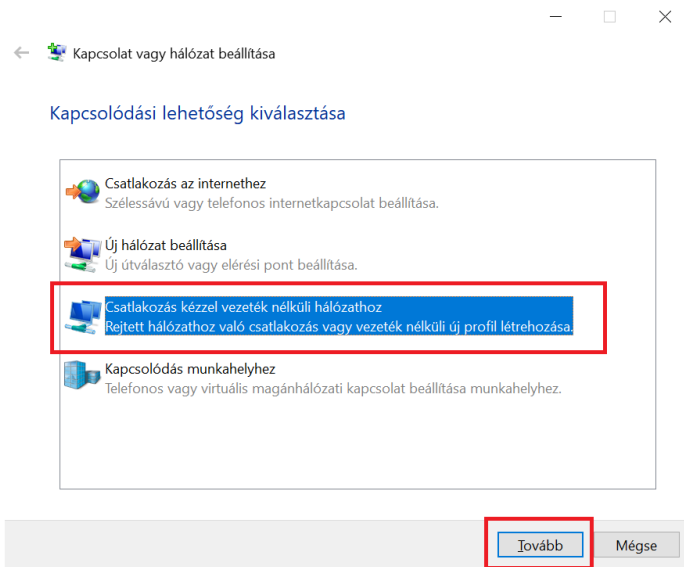 Kapcsolat vagy hálózat beállítása
Kapcsolódási lehetőség kiválasztása
Csatlakozás az internethez
Szélessávú vagy telefonos internetkapcsolat beállítása.
Új hálózat beállítása
Új útválasztó vagy elérési pont beállítása.
Csatlakozás kézzel vezeték nélküli hálózathoz
Rejtett hálózathoz való csatlakozás vagy vezeték nélküli új profil létrehozása.
Kapcsolódás munkahelyhez
Telefonos vagy virtuális magánhálózati kapcsolat beállítása munkahelyhez.
Tovább Mégse